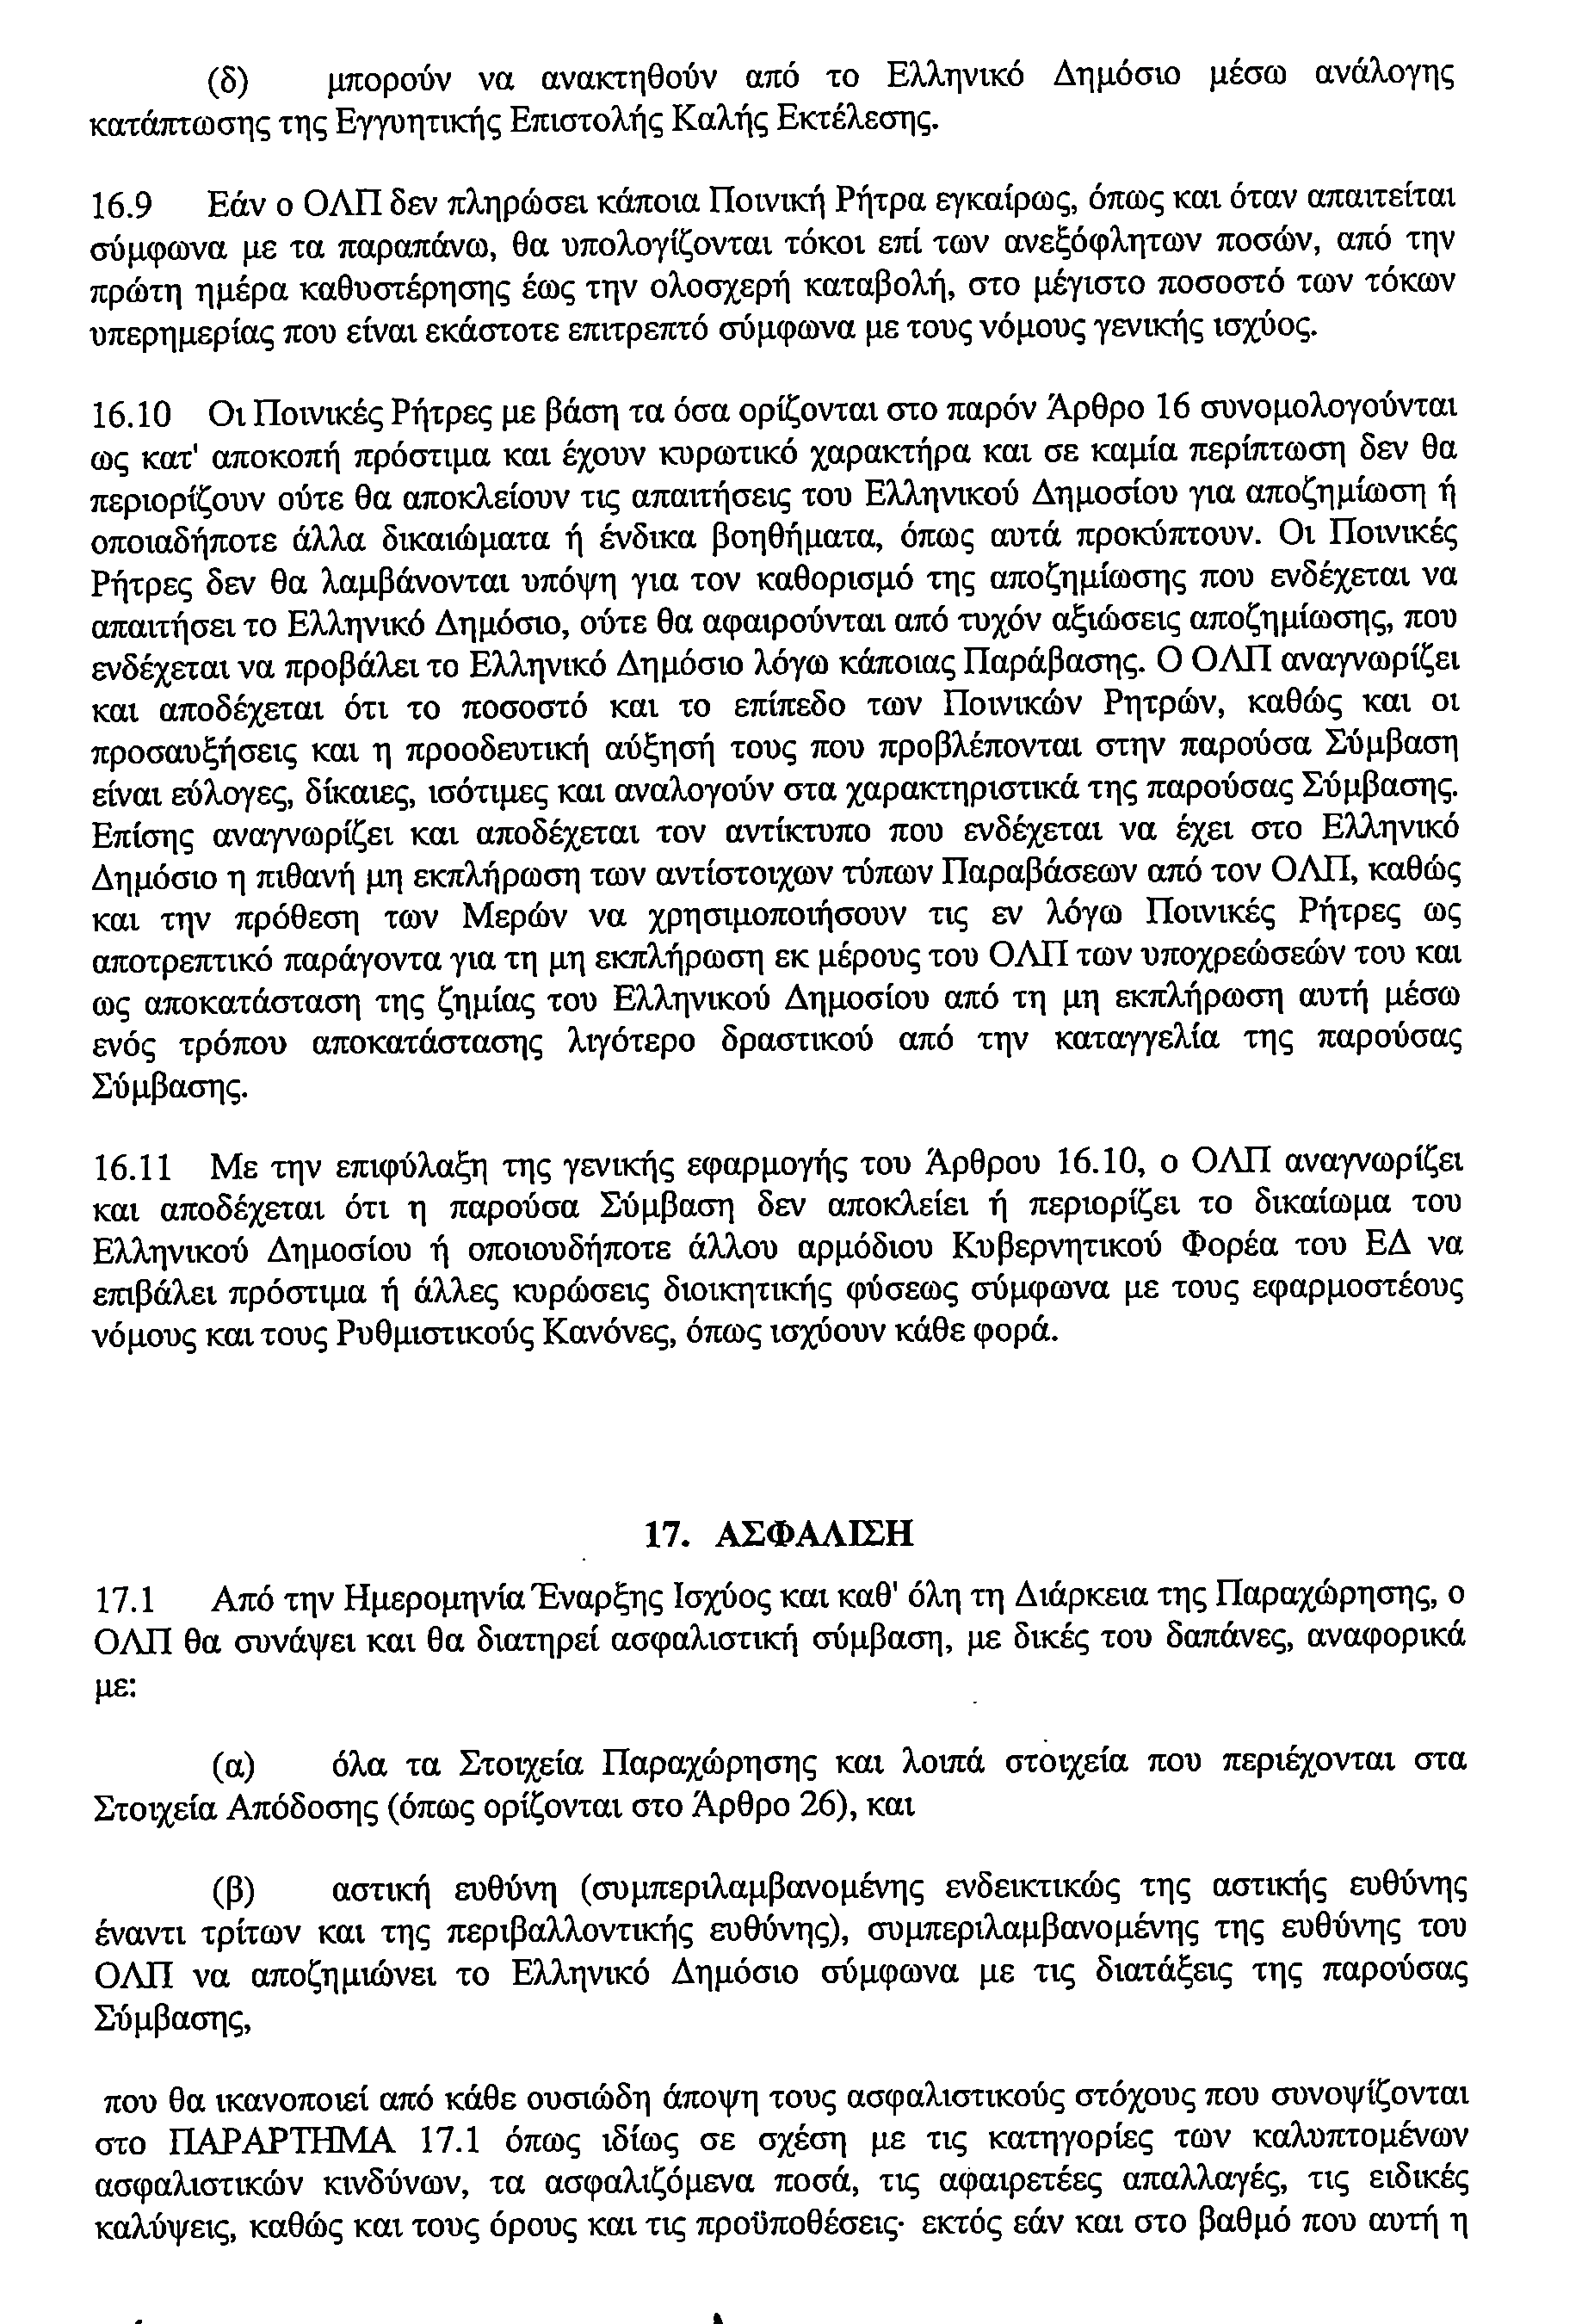 (δ) μπορούν να ανακτηθούν από το Ελληνικό Δημόσιο μέσω ανάλογης
κατάπτωσης της Εγγυητικής Επιστολής Καλής Εκτέλεσης.
16.9 Εάν ο ΟΛΠ δεν πληρώσει κάποια Ποινική Ρήτρα εγκαίρως, όπως και όταν απαιτείται
σύμφωνα με τα παραπάνω, θα υπολογίζονται τόκοι επί των ανεξόφλητων ποσών, από την
πρώτη ημέρα καθυστέρησης έως την ολοσχερή καταβολή, στο μέγιστο ποσοστό των τόκων
υπερημερίας που είναι εκάστοτε επιτρεπτό σύμφωνα με τους νόμους γενικής ισχύος.
16.10 Οι Ποινικές Ρήτρες με βάση τα όσα ορίζονται στο παρόν Άρθρο 16 συνομολογούνται
ως κατ' αποκοπή πρόστιμα και έχουν κυρωτικό χαρακτήρα και σε καμία περίπτωση δεν θα
περιορίζουν ούτε θα αποκλείουν τις απαιτήσεις του Ελληνικού Δημοσίου για αποζημίωση ή
οποιαδήποτε άλλα δικαιώματα ή ένδικα βοηθήματα, όπως αυτά προκύπτουν. Οι Ποινικές
Ρήτρες δεν θα λαμβάνονται υπόψη για τον καθορισμό της αποζημίωσης που ενδέχεται να
απαιτήσει το Ελληνικό Δημόσιο, ούτε θα αφαιρούνται από τυχόν αξιώσεις αποζημίωσης, που
ενδέχεται να προβάλει το Ελληνικό Δημόσιο λόγω κάποιας Παράβασης. Ο ΟΛΠ αναγνωρίζει
και αποδέχεται ότι το ποσοστό και το επίπεδο των Ποινικών Ρητρών, καθώς και οι
προσαυξήσεις και η προοδευτική αύξησή τους που προβλέπονται στην παρούσα Σύμβαση
είναι εύλογες, δίκαιες, ισότιμες και αναλογούν στα χαρακτηριστικά της παρούσας Σύμβασης.
Επίσης αναγνωρίζει και αποδέχεται τον αντίκτυπο που ενδέχεται να έχει στο Ελληνικό
Δημόσιο η πιθανή μη εκπλήρωση των αντίστοιχων τύπων Παραβάσεων από τον ΟΛΠ, καθώς
και την πρόθεση των Μερών να χρησιμοποιήσουν τις εν λόγω Ποινικές Ρήτρες ως
αποτρεπτικό παράγοντα για τη μη εκπλήρωση εκ μέρους του ΟΛΠ των υποχρεώσεών του και
ως αποκατάσταση της ζημίας του Ελληνικού Δημοσίου από τη μη εκπλήρωση αυτή μέσω
ενός τρόπου αποκατάστασης λιγότερο δραστικού από την καταγγελία της παρούσας
Σύμβασης.
16.11 Με την επιφύλαξη της γενικής εφαρμογής του Άρθρου 16.10, ο ΟΛΠ αναγνωρίζει
και αποδέχεται ότι η παρούσα Σύμβαση δεν αποκλείει ή περιορίζει το δικαίωμα του
Ελληνικού Δημοσίου ή οποιουδήποτε άλλου αρμόδιου Κυβερνητικού Φορέα του ΕΔ να
επιβάλει πρόστιμα ή άλλες κυρώσεις διοικητικής φύσεως σύμφωνα με τους εφαρμοστέους
νόμους και τους Ρυθμιστικούς Κανόνες, όπως ισχύουν κάθε φορά.
17. ΑΣΦΑΛΙΣΗ
17.1 Από την Ημερομηνία Έναρξης Ισχύος και καθ' όλη τη Διάρκεια της Παραχώρησης, ο
ΟΛΠ θα συνάψει και θα διατηρεί ασφαλιστική σύμβαση, με δικές του δαπάνες, αναφορικά
με:
(α) όλα τα Στοιχεία Παραχώρησης και λοιπά στοιχεία που περιέχονται στα
Στοιχεία Απόδοσης (όπως ορίζονται στο Άρθρο 26), και
(β) αστική ευθύνη (συμπεριλαμβανομένης ενδεικτικώς της αστικής ευθύνης
έναντι τρίτων και της περιβαλλοντικής ευθύνης), συμπεριλαμβανομένης της ευθύνης του
ΟΛΠ να αποζημιώνει το Ελληνικό Δημόσιο σύμφωνα με τις διατάξεις της παρούσας
Σύμβασης,
που θα ικανοποιεί από κάθε ουσιώδη άποψη τους ασφαλιστικούς στόχους που συνοψίζονται
στο ΠΑΡΑΡΤΗΜΑ 17.1 όπως ιδίως σε σχέση με τις κατηγορίες των καλυπτομένων
ασφαλιστικών κινδύνων, τα ασφαλιζόμενα ποσά, τις αφαιρετέες απαλλαγές, τις ειδικές
καλύψεις, καθώς και τους όρους και τις προϋποθέσεις· εκτός εάν και στο βαθμό που αυτή η